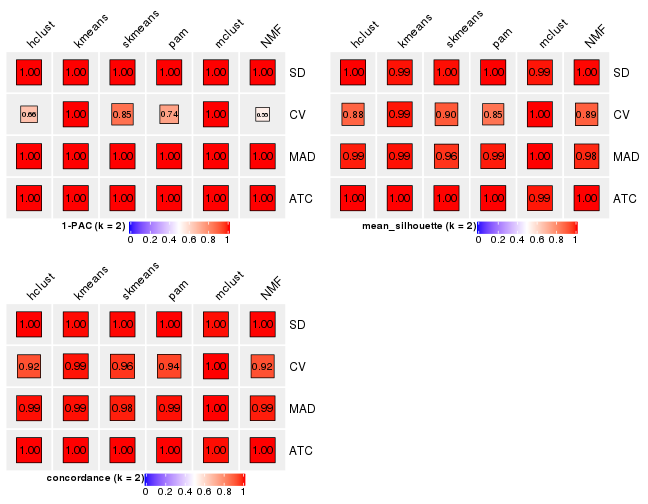 hclust kmeans skmeans pam mclust NMF
1.00 1.00 1.00 1.00 1.00 1.00 SD
0.66 1.00 0.85 0.74 1.00 CV
1.00 1.00 1.00 1.00 1.00 1.00 MAD
1.00 1.00 1.00 1.00 1.00 1.00 ATC
1-PAC (k = 2)
0 0.2 0.4 0.6 0.8 1
hclust kmeans skmeans pam mclust NMF
1.00 0.99 1.00 1.00 0.99 1.00 SD
0.88 0.99 0.90 0.85 1.00 0.89 CV
0.99 0.99 0.96 0.99 1.00 0.98 MAD
1.00 1.00 1.00 1.00 0.99 1.00 ATC
mean_silhouette (k = 2)
0 0.2 0.4 0.6 0.8 1
hclust kmeans skmeans pam mclust NMF
1.00 1.00 1.00 1.00 1.00 1.00 SD
0.92 0.99 0.96 0.94 1.00 0.92 CV
0.99 0.99 0.98 0.99 1.00 0.99 MAD
1.00 1.00 1.00 1.00 1.00 1.00 ATC
concordance (k = 2)
0 0.2 0.4 0.6 0.8 1